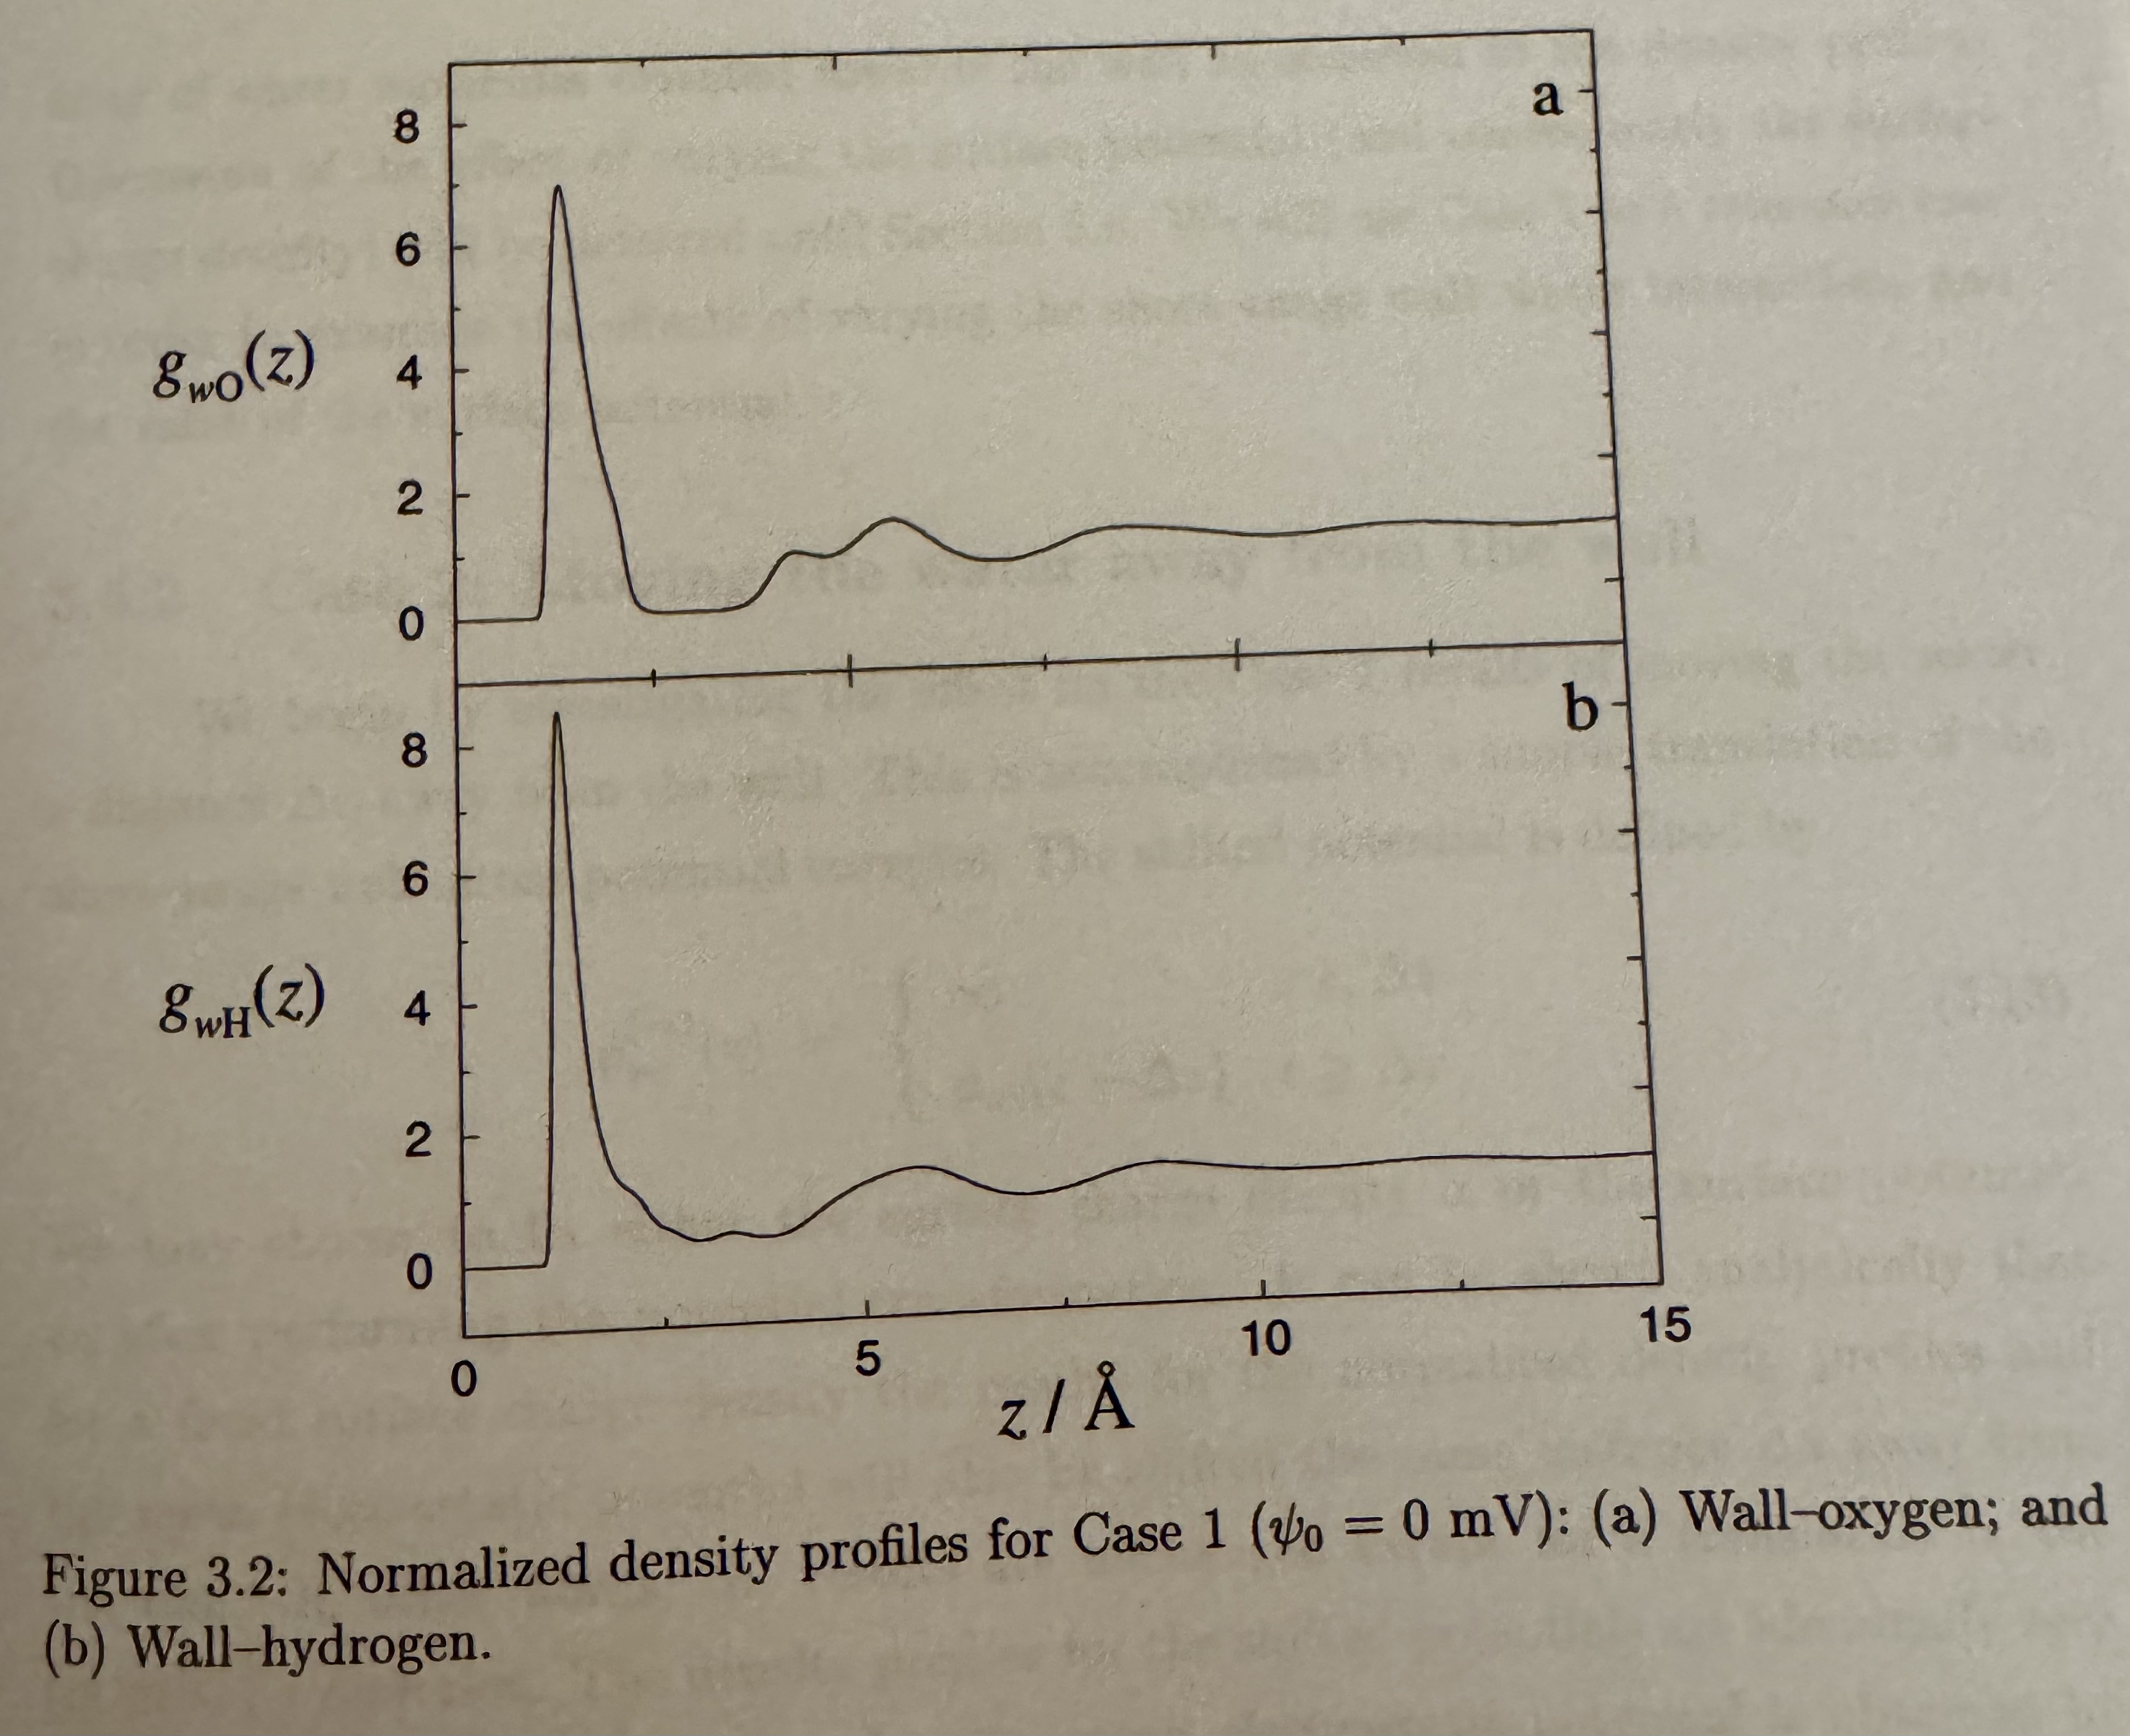 a
8
6
4
2
0
g_wO(z)
b
8
6
4
2
0
g_wH(z)
0 5 10 15
z / Å
Figure 3.2: Normalized density profiles for Case 1 (ψ₀ = 0 mV): (a) Wall–oxygen; and
(b) Wall–hydrogen.